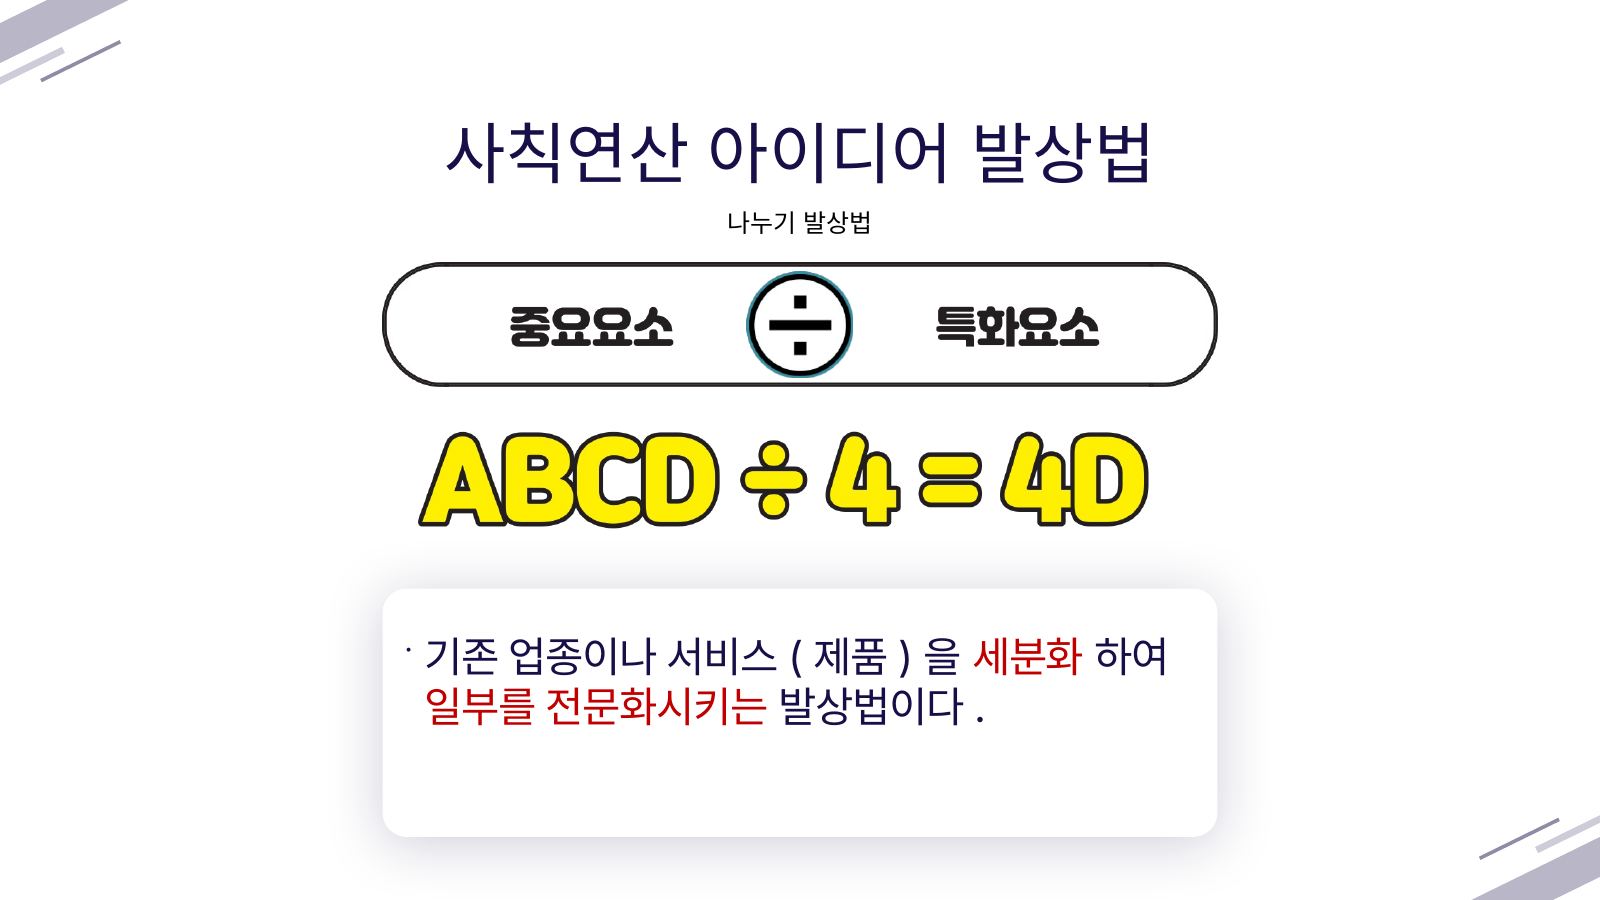 사칙연산 아이디어 발상법
나누기 발상법
중요요소 ÷ 특화요소
ABCD ÷ 4 = 4D
· 기존 업종이나 서비스 ( 제품 ) 을 세분화 하여
일부를 전문화시키는 발상법이다 .